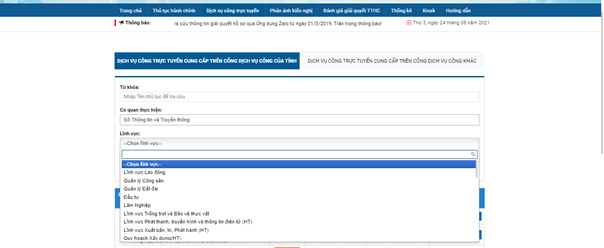 Trang chủ Thủ tục hành chính Dịch vụ công trực tuyến Phản ánh kiến nghị Đánh giá giải quyết TTHC Thống kê Kiosk Hướng dẫn
Thông báo: ra cứu thông tin giải quyết hồ sơ qua Ứng dụng Zalo từ ngày 01/3/2019. Trân trọng thông báo! Thứ 3, ngày 24 tháng 08 năm 2021
DỊCH VỤ CÔNG TRỰC TUYẾN CUNG CẤP TRÊN CỔNG DỊCH VỤ CÔNG CỦA TỈNH DỊCH VỤ CÔNG TRỰC TUYẾN CUNG CẤP TRÊN CỔNG DỊCH VỤ CÔNG KHÁC
Từ khóa:
Nhập Tên thủ tục để tra cứu
Cơ quan thực hiện:
Sở Thông tin và Truyền thông
Lĩnh vực:
--Chọn lĩnh vực--
--Chọn lĩnh vực--
Lĩnh vực Lao động
Quản lý Công sản
Quản lý Đất đai
Đầu tư
Lâm Nghiệp
Lĩnh vực Trồng trọt và Bảo vệ thực vật
Lĩnh vực Phát thanh, truyền hình và thông tin điện tử (HT)
Lĩnh vực Xuất bản, In, Phát hành (HT)
Quy hoạch Xây dựng(HT)